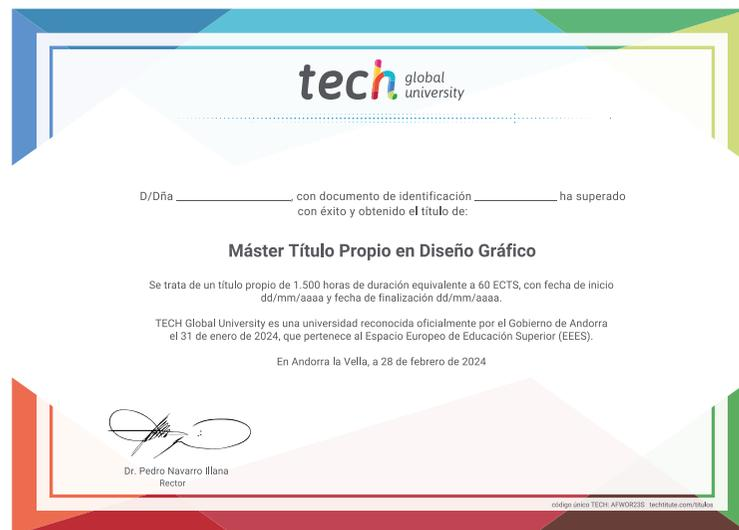 tech global
university
D/Dña ____________________, con documento de identificación ______________ ha superado
con éxito y obtenido el título de:
Máster Título Propio en Diseño Gráfico
Se trata de un título propio de 1.500 horas de duración equivalente a 60 ECTS, con fecha de inicio
dd/mm/aaaa y fecha de finalización dd/mm/aaaa.
TECH Global University es una universidad reconocida oficialmente por el Gobierno de Andorra
el 31 de enero de 2024, que pertenece al Espacio Europeo de Educación Superior (EEES).
En Andorra la Vella, a 28 de febrero de 2024
Dr. Pedro Navarro Illana
Rector
código único TECH: AFWOR23S techtitute.com/titulos